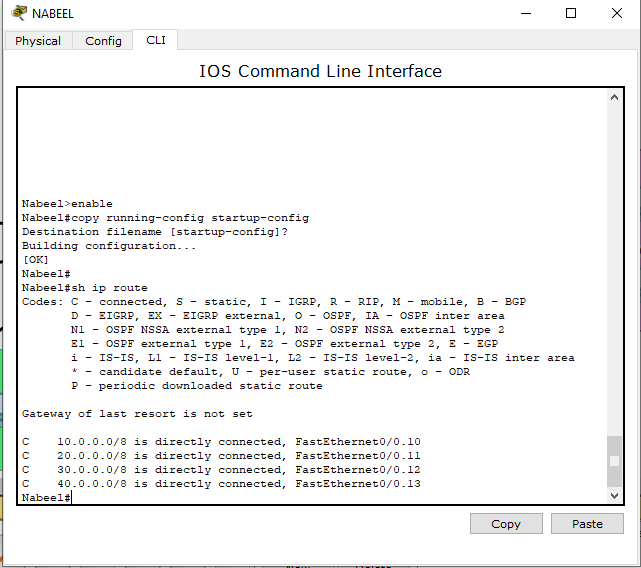 NABEEL
Physical Config CLI
IOS Command Line Interface
Nabeel>enable
Nabeel#copy running-config startup-config
Destination filename [startup-config]?
Building configuration...
[OK]
Nabeel#
Nabeel#sh ip route
Codes: C - connected, S - static, I - IGRP, R - RIP, M - mobile, B - BGP
D - EIGRP, EX - EIGRP external, O - OSPF, IA - OSPF inter area
N1 - OSPF NSSA external type 1, N2 - OSPF NSSA external type 2
E1 - OSPF external type 1, E2 - OSPF external type 2, E - EGP
i - IS-IS, L1 - IS-IS level-1, L2 - IS-IS level-2, ia - IS-IS inter area
* - candidate default, U - per-user static route, o - ODR
P - periodic downloaded static route
Gateway of last resort is not set
C 10.0.0.0/8 is directly connected, FastEthernet0/0.10
C 20.0.0.0/8 is directly connected, FastEthernet0/0.11
C 30.0.0.0/8 is directly connected, FastEthernet0/0.12
C 40.0.0.0/8 is directly connected, FastEthernet0/0.13
Nabeel#
Copy Paste